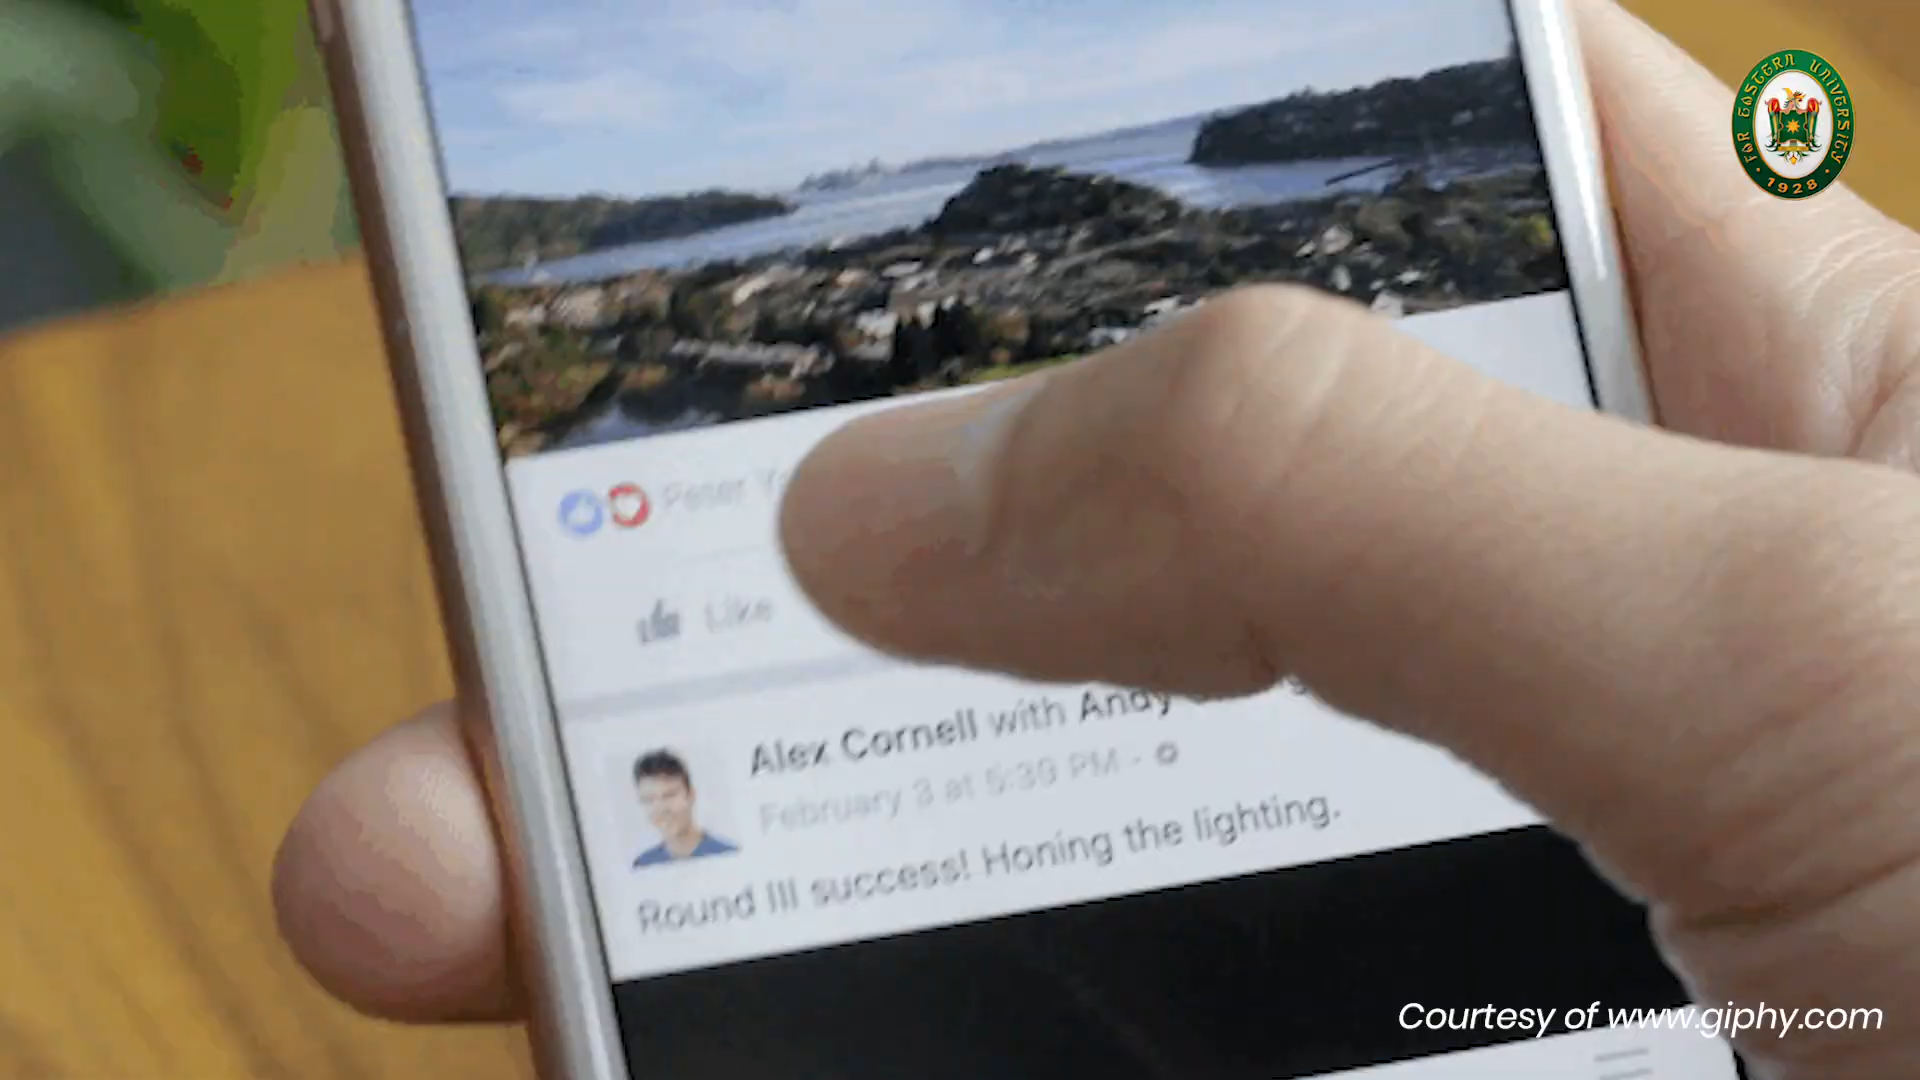 FAR EASTERN UNIVERSITY
1928
Peter
Like
Alex Cornell with Andy
February 3 at 5:39 PM
Round III success! Honing the lighting.
Courtesy of www.giphy.com